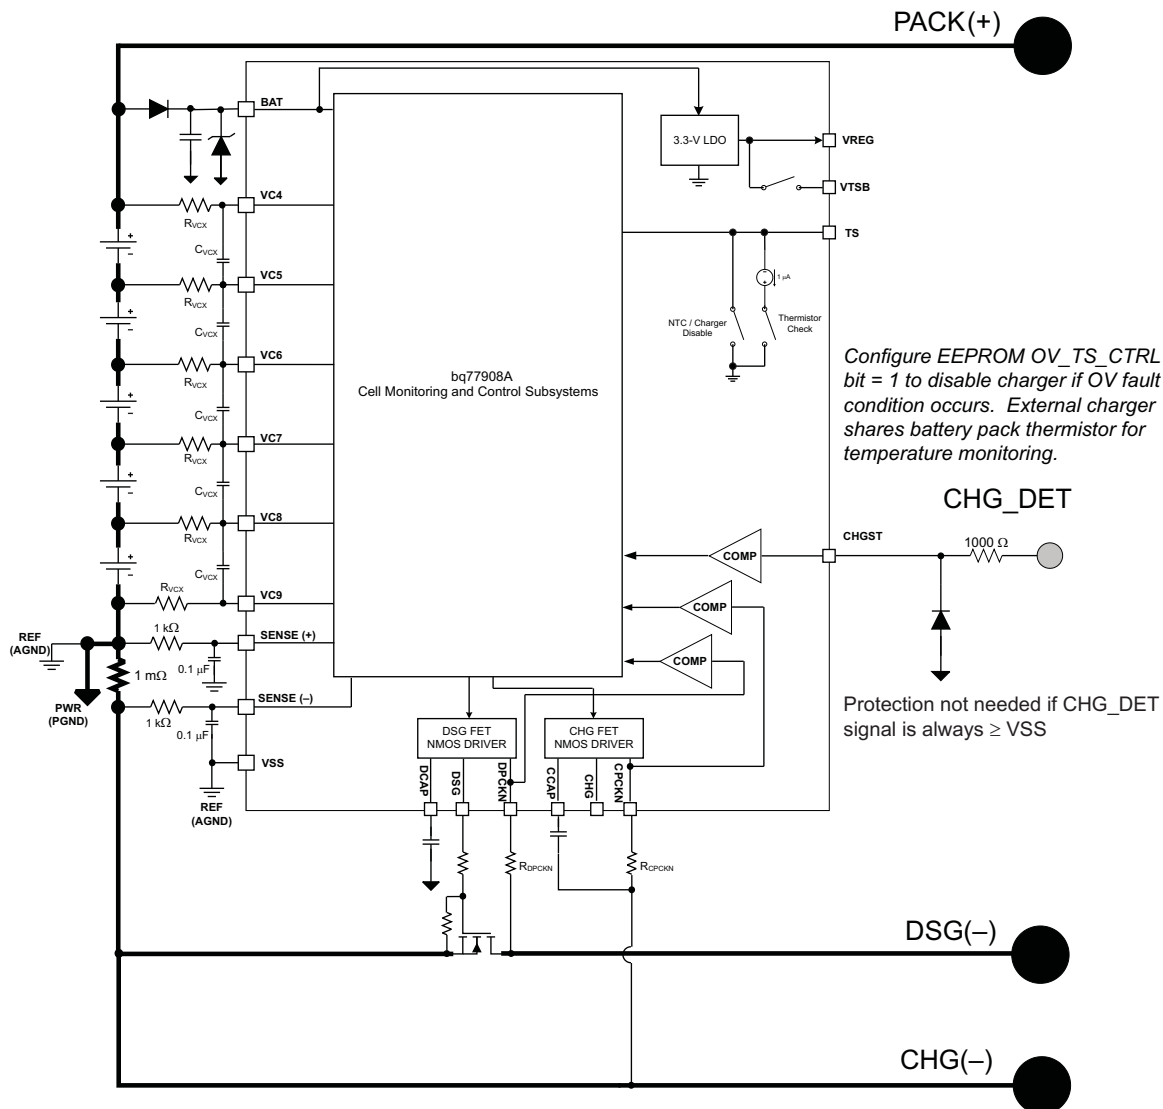 PACK(+)
BAT
3.3-V LDO
VREG
VTSB
VC4
RVCX
TS
CVCX
1 μA
VC5
RVCX
NTC / Charger
Disable
Thermistor
Check
CVCX
VC6
RVCX
bq77908A
Cell Monitoring and Control Subsystems
Configure EEPROM OV_TS_CTRL
bit = 1 to disable charger if OV fault
condition occurs. External charger
shares battery pack thermistor for
temperature monitoring.
CVCX
VC7
RVCX
CVCX
CHG_DET
VC8
RVCX
CHGST
1000 Ω
COMP
CVCX
RVCX
VC9
COMP
REF
(AGND)
1 kΩ
SENSE (+)
0.1 μF
COMP
1 mΩ
PWR
(PGND)
SENSE (–)
1 kΩ
0.1 μF
Protection not needed if CHG_DET
signal is always ≥ VSS
DSG FET
NMOS DRIVER
CHG FET
NMOS DRIVER
VSS
REF
(AGND)
DCAP
DSG
DPCKN
CCAP
CHG
CPCKN
RDPCKN
RCPCKN
DSG(–)
CHG(–)
+
–
+
–
+
–
+
–
+
–